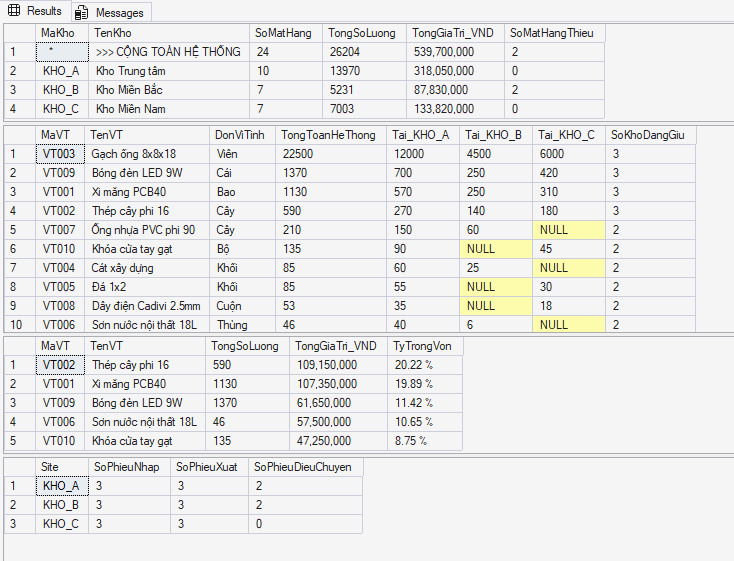 Results Messages
MaKho TenKho SoMatHang TongSoLuong TongGiaTri_VND SoMatHangThieu
1 * >>> CỘNG TOÀN HỆ THỐNG 24 26204 539,700,000 2
2 KHO_A Kho Trung tâm 10 13970 318,050,000 0
3 KHO_B Kho Miền Bắc 7 5231 87,830,000 2
4 KHO_C Kho Miền Nam 7 7003 133,820,000 0
MaVT TenVT DonViTinh TongToanHeThong Tai_KHO_A Tai_KHO_B Tai_KHO_C SoKhoDangGiu
1 VT003 Gạch ống 8x8x18 Viên 22500 12000 4500 6000 3
2 VT009 Bóng đèn LED 9W Cái 1370 700 250 420 3
3 VT001 Xi măng PCB40 Bao 1130 570 250 310 3
4 VT002 Thép cây phi 16 Cây 590 270 140 180 3
5 VT007 Ống nhựa PVC phi 90 Cây 210 150 60 NULL 2
6 VT010 Khóa cửa tay gạt Bộ 135 90 NULL 45 2
7 VT004 Cát xây dựng Khối 85 60 25 NULL 2
8 VT005 Đá 1x2 Khối 85 55 NULL 30 2
9 VT008 Dây điện Cadivi 2.5mm Cuộn 53 35 NULL 18 2
10 VT006 Sơn nước nội thất 18L Thùng 46 40 6 NULL 2
MaVT TenVT TongSoLuong TongGiaTri_VND TyTrongVon
1 VT002 Thép cây phi 16 590 109,150,000 20.22 %
2 VT001 Xi măng PCB40 1130 107,350,000 19.89 %
3 VT009 Bóng đèn LED 9W 1370 61,650,000 11.42 %
4 VT006 Sơn nước nội thất 18L 46 57,500,000 10.65 %
5 VT010 Khóa cửa tay gạt 135 47,250,000 8.75 %
Site SoPhieuNhap SoPhieuXuat SoPhieuDieuChuyen
1 KHO_A 3 3 2
2 KHO_B 3 3 2
3 KHO_C 3 3 0